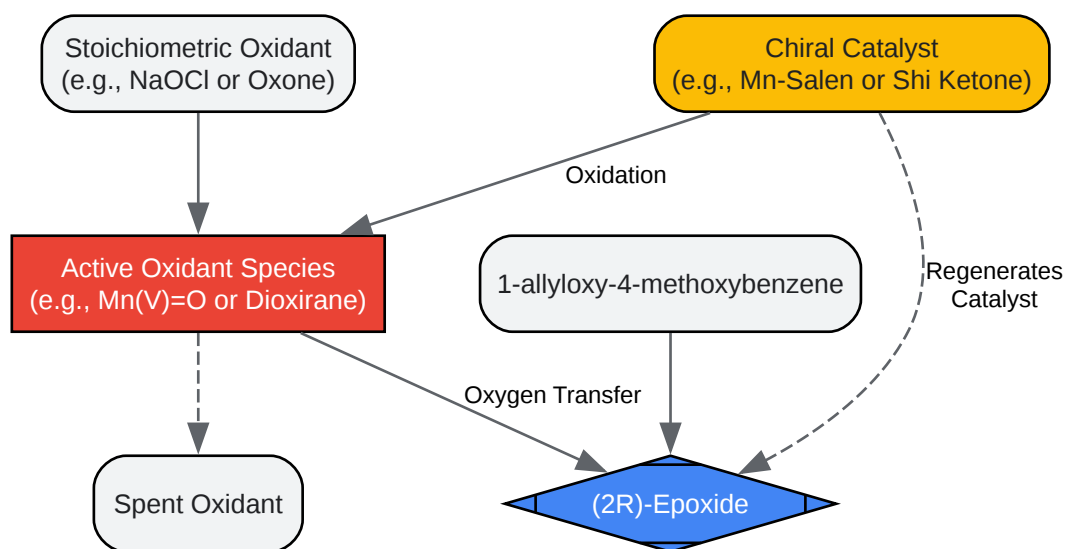 Stoichiometric Oxidant
(e.g., NaOCl or Oxone)
Chiral Catalyst
(e.g., Mn-Salen or Shi Ketone)
Oxidation
Active Oxidant Species
(e.g., Mn(V)=O or Dioxirane)
1-allyloxy-4-methoxybenzene
Regenerates
Catalyst
Oxygen Transfer
Spent Oxidant
(2R)-Epoxide